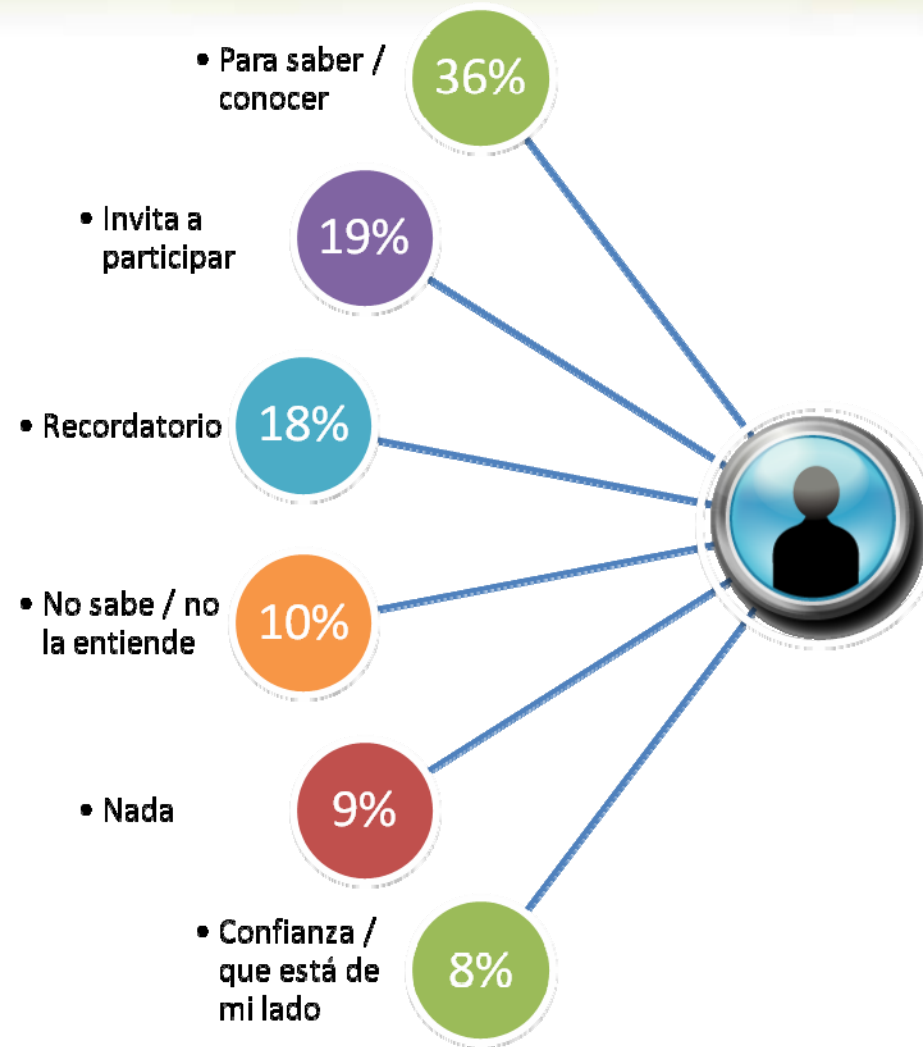 • Para saber /
conocer
36%
• Invita a
participar
19%
• Recordatorio
18%
• No sabe / no
la entiende
10%
• Nada
9%
• Confianza /
que está de
mi lado
8%